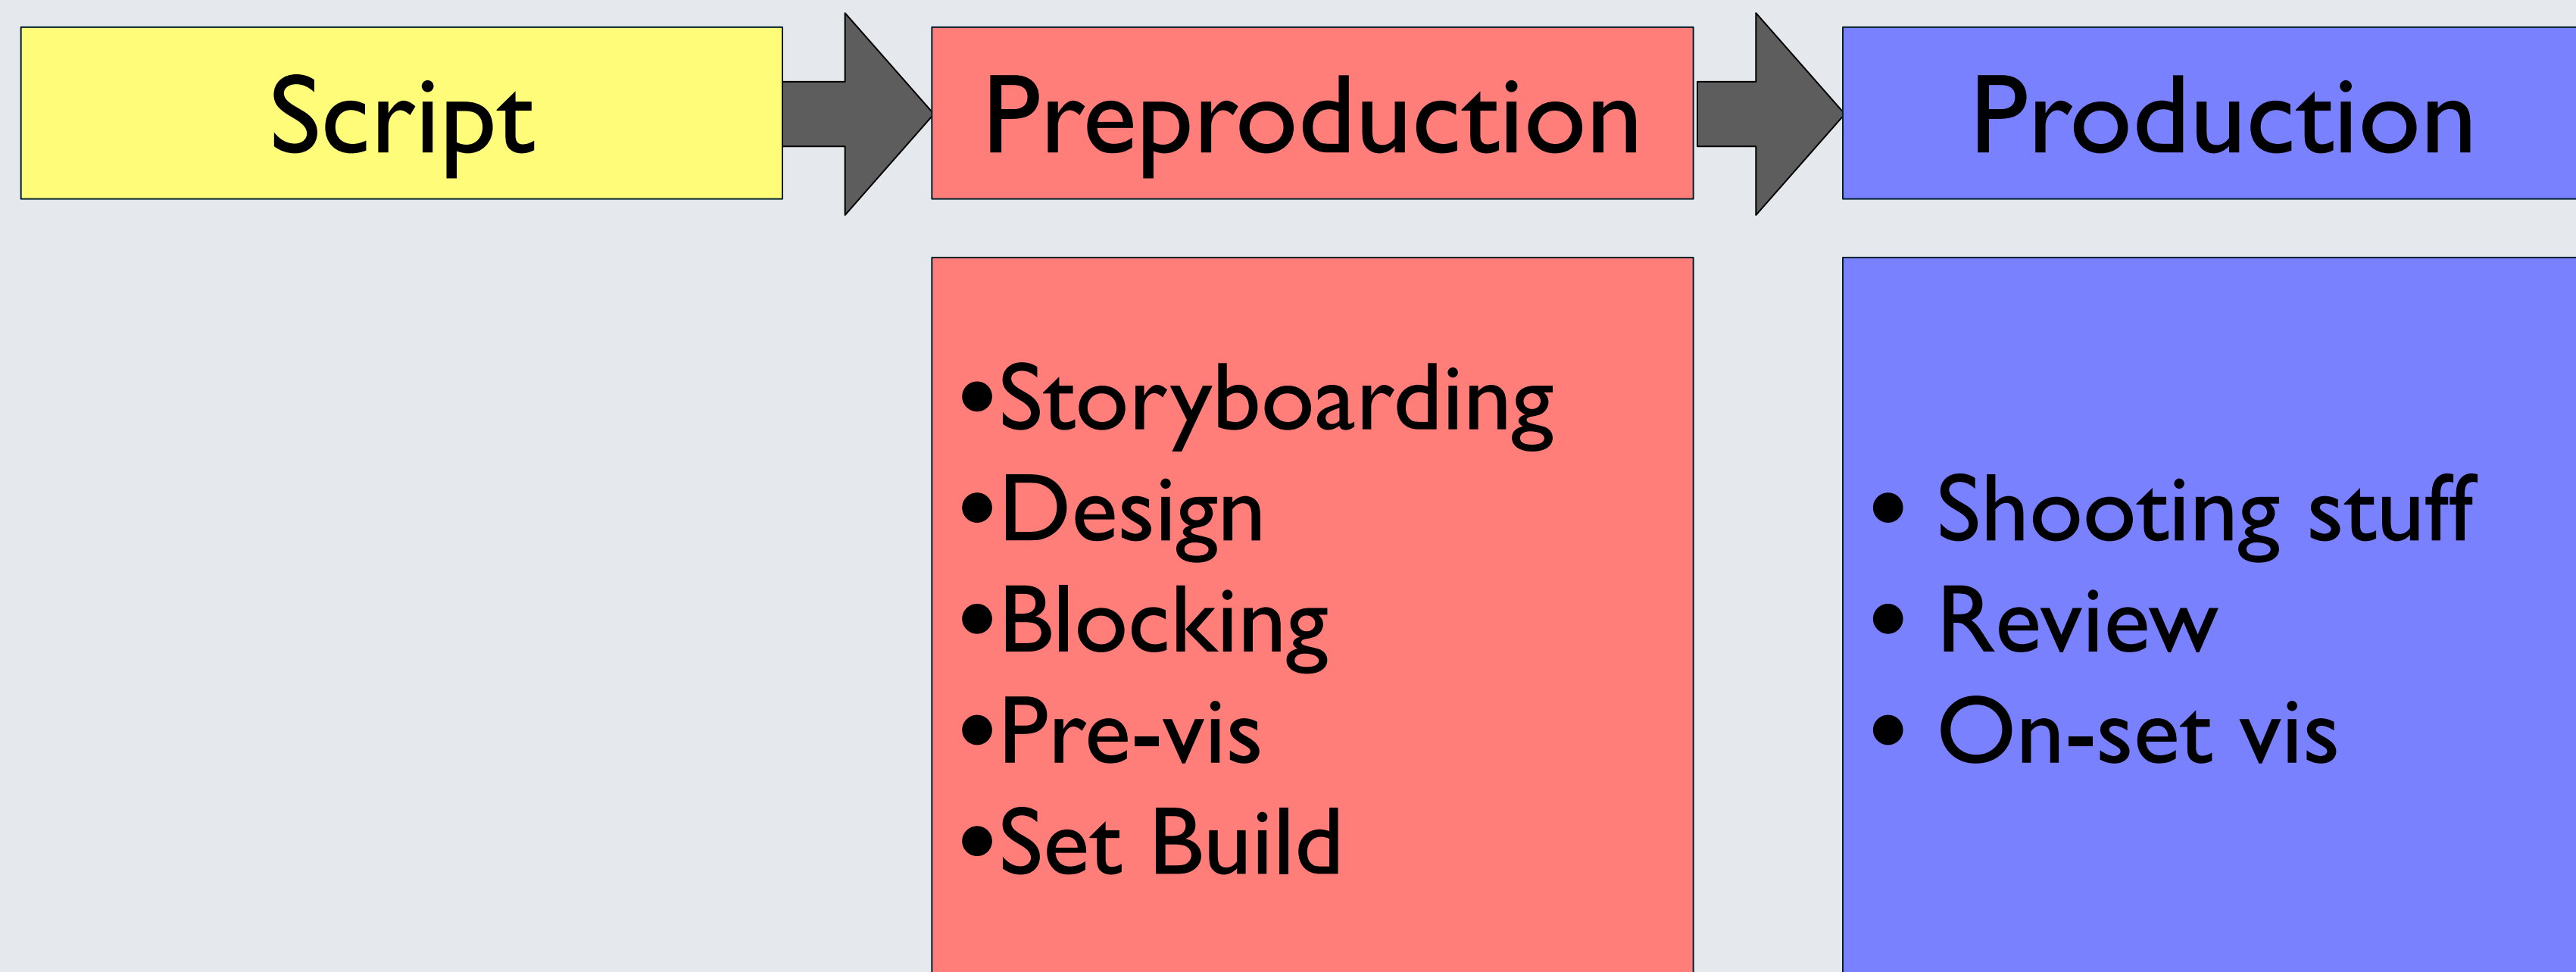 Script
Preproduction
Production
•Storyboarding
•Design
•Blocking
•Pre-vis
•Set Build
• Shooting stuff
• Review
• On-set vis